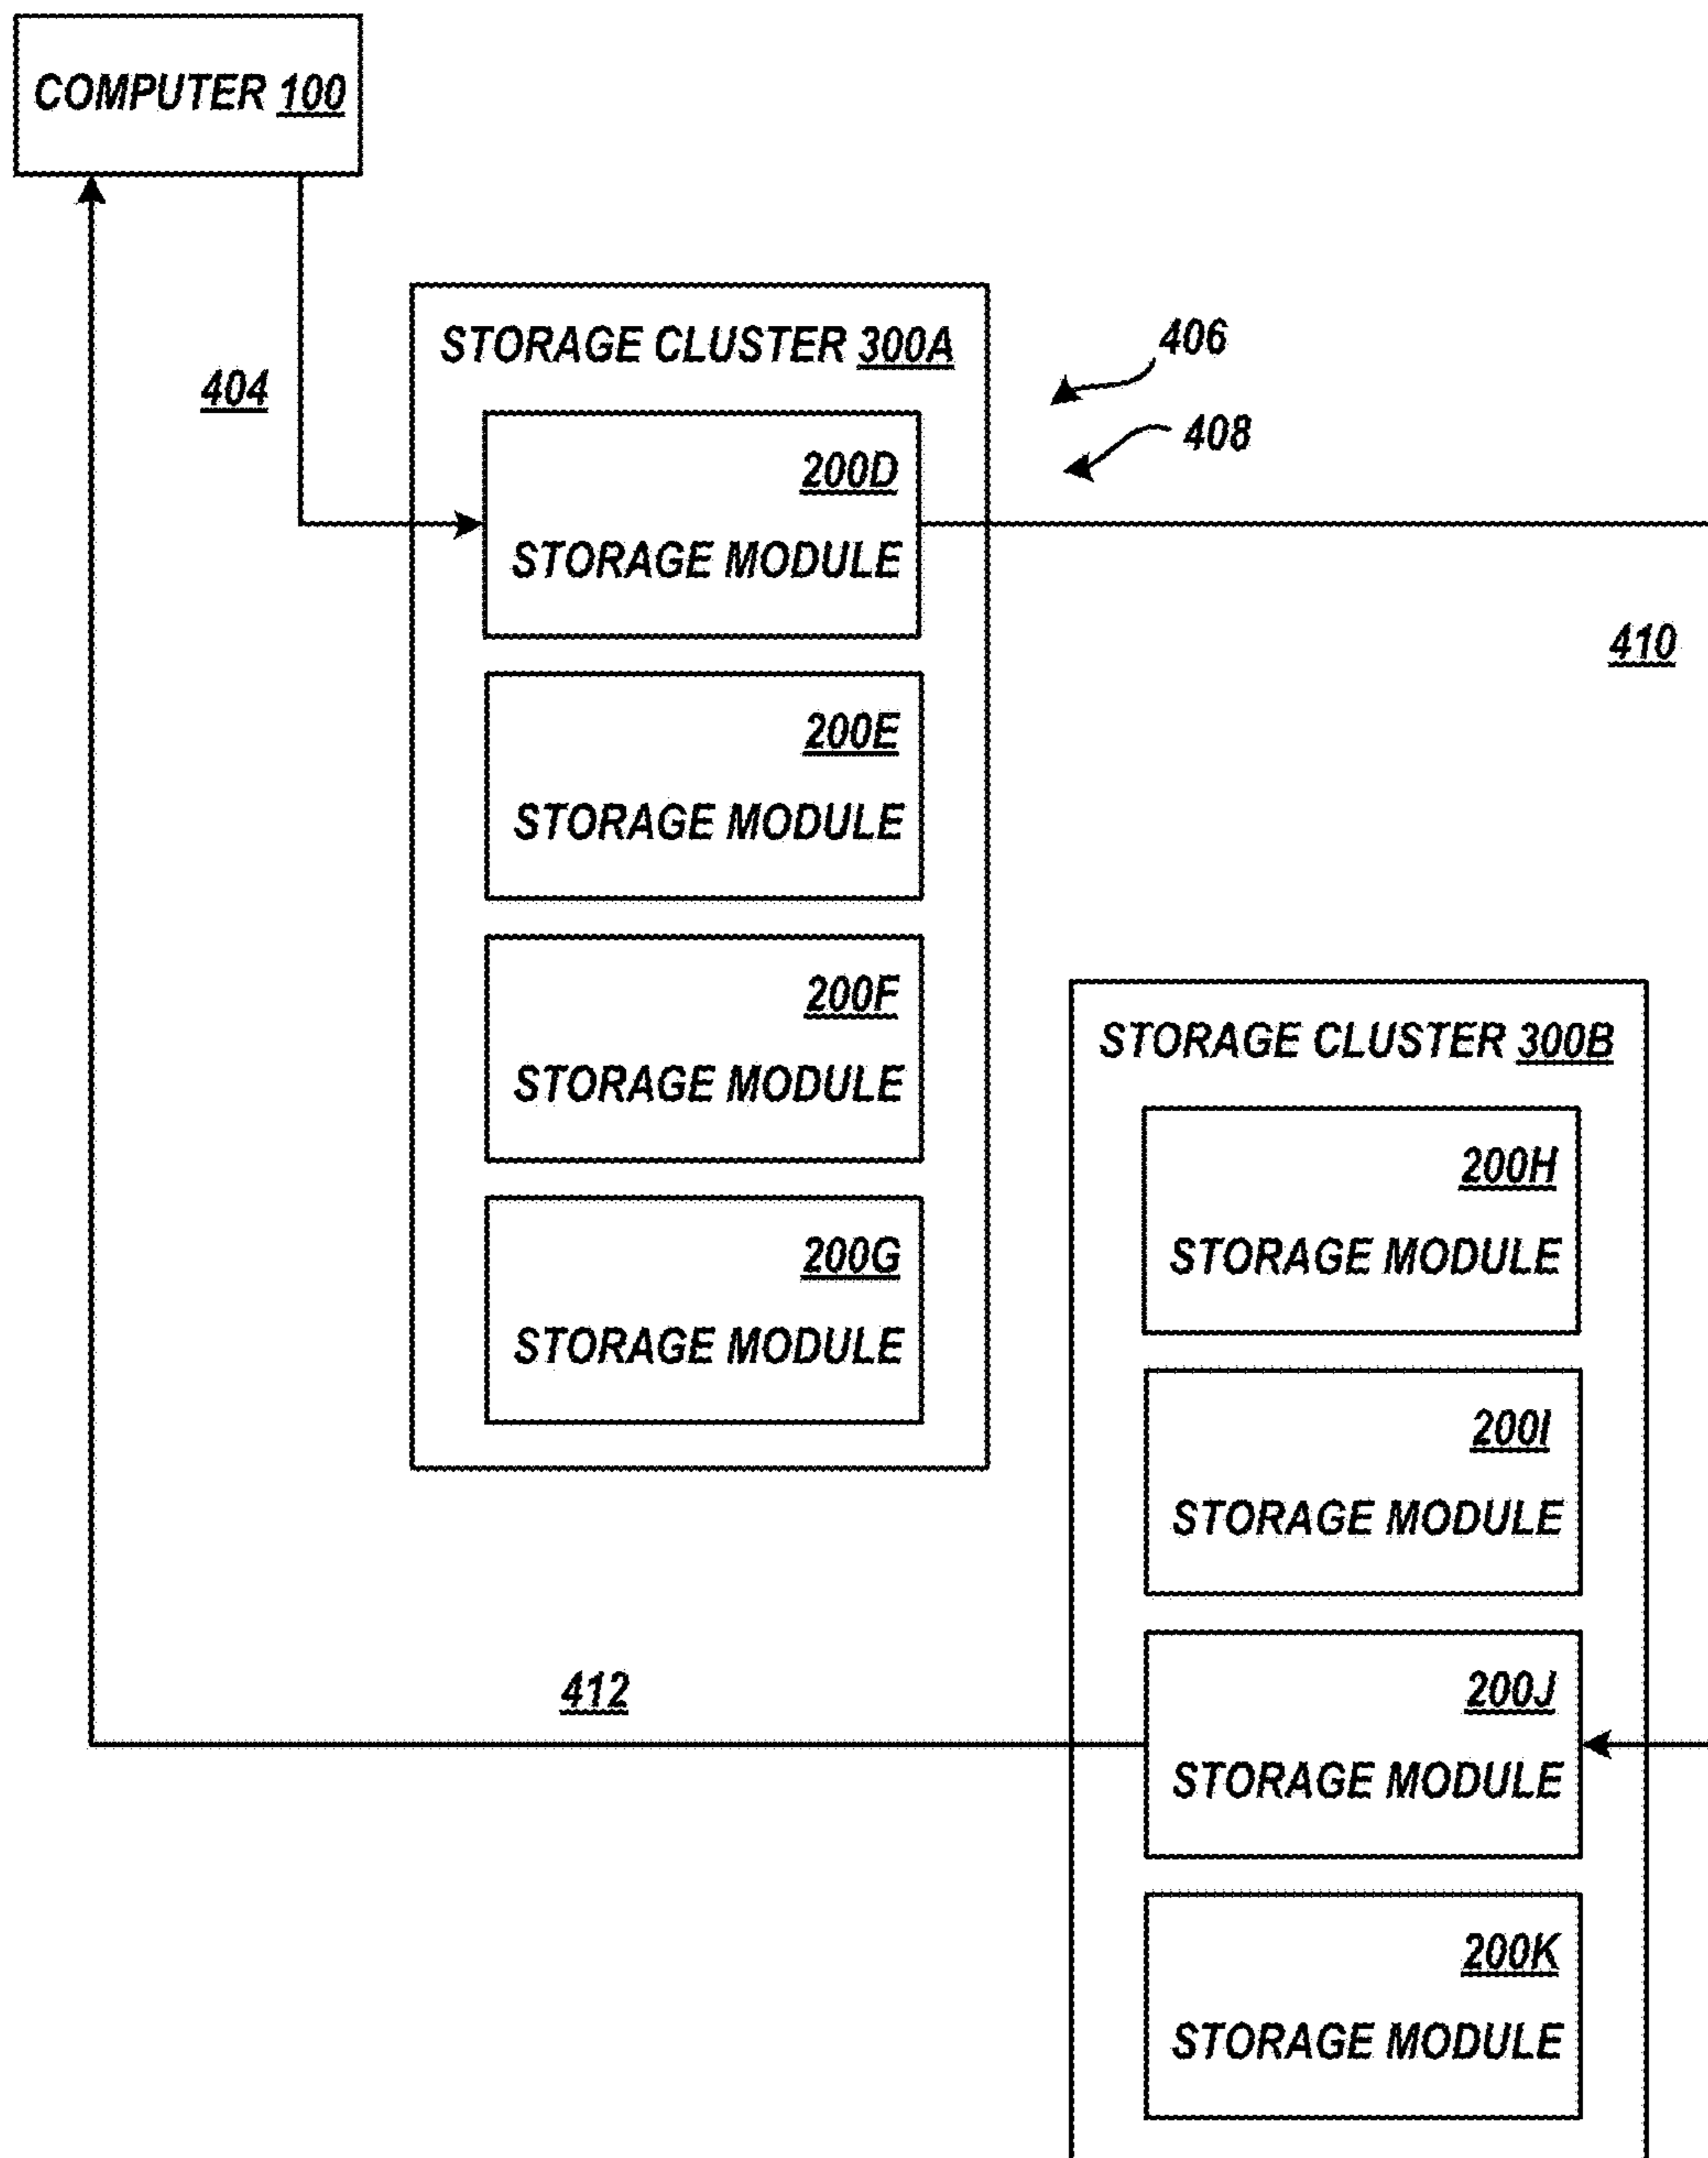 COMPUTER 100
STORAGE CLUSTER 300A
406
404
408
200D
STORAGE MODULE
410
200E
STORAGE MODULE
200F
STORAGE MODULE
STORAGE CLUSTER 300B
200H
200G
STORAGE MODULE
STORAGE MODULE
200I
STORAGE MODULE
412
200J
STORAGE MODULE
200K
STORAGE MODULE